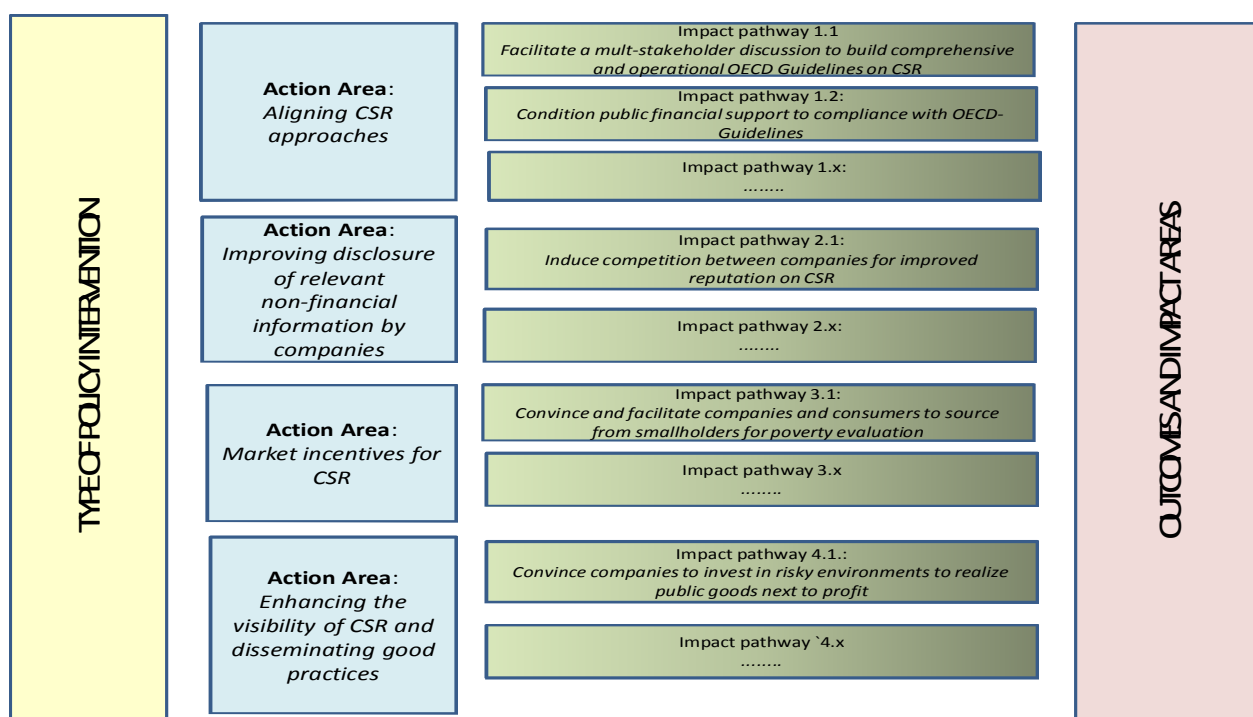 TYPE OF POLICY INTERVENTION
Action Area:
Aligning CSR
approaches
Impact pathway 1.1
Facilitate a mult-stakeholder discussion to build comprehensive
and operational OECD Guidelines on CSR
Impact pathway 1.2:
Condition public financial support to compliance with OECD-
Guidelines
Impact pathway 1.x:
........
Action Area:
Improving disclosure
of relevant
non-financial
information by
companies
Impact pathway 2.1:
Induce competition between companies for improved
reputation on CSR
Impact pathway 2.x:
........
Action Area:
Market incentives for
CSR
Impact pathway 3.1:
Convince and facilitate companies and consumers to source
from smallholders for poverty evaluation
Impact pathway 3.x
........
Action Area:
Enhancing the
visibility of CSR and
disseminating good
practices
Impact pathway 4.1.:
Convince companies to invest in risky environments to realize
public goods next to profit
Impact pathway `4.x
........
OUTCOMES AND IMPACT AREAS